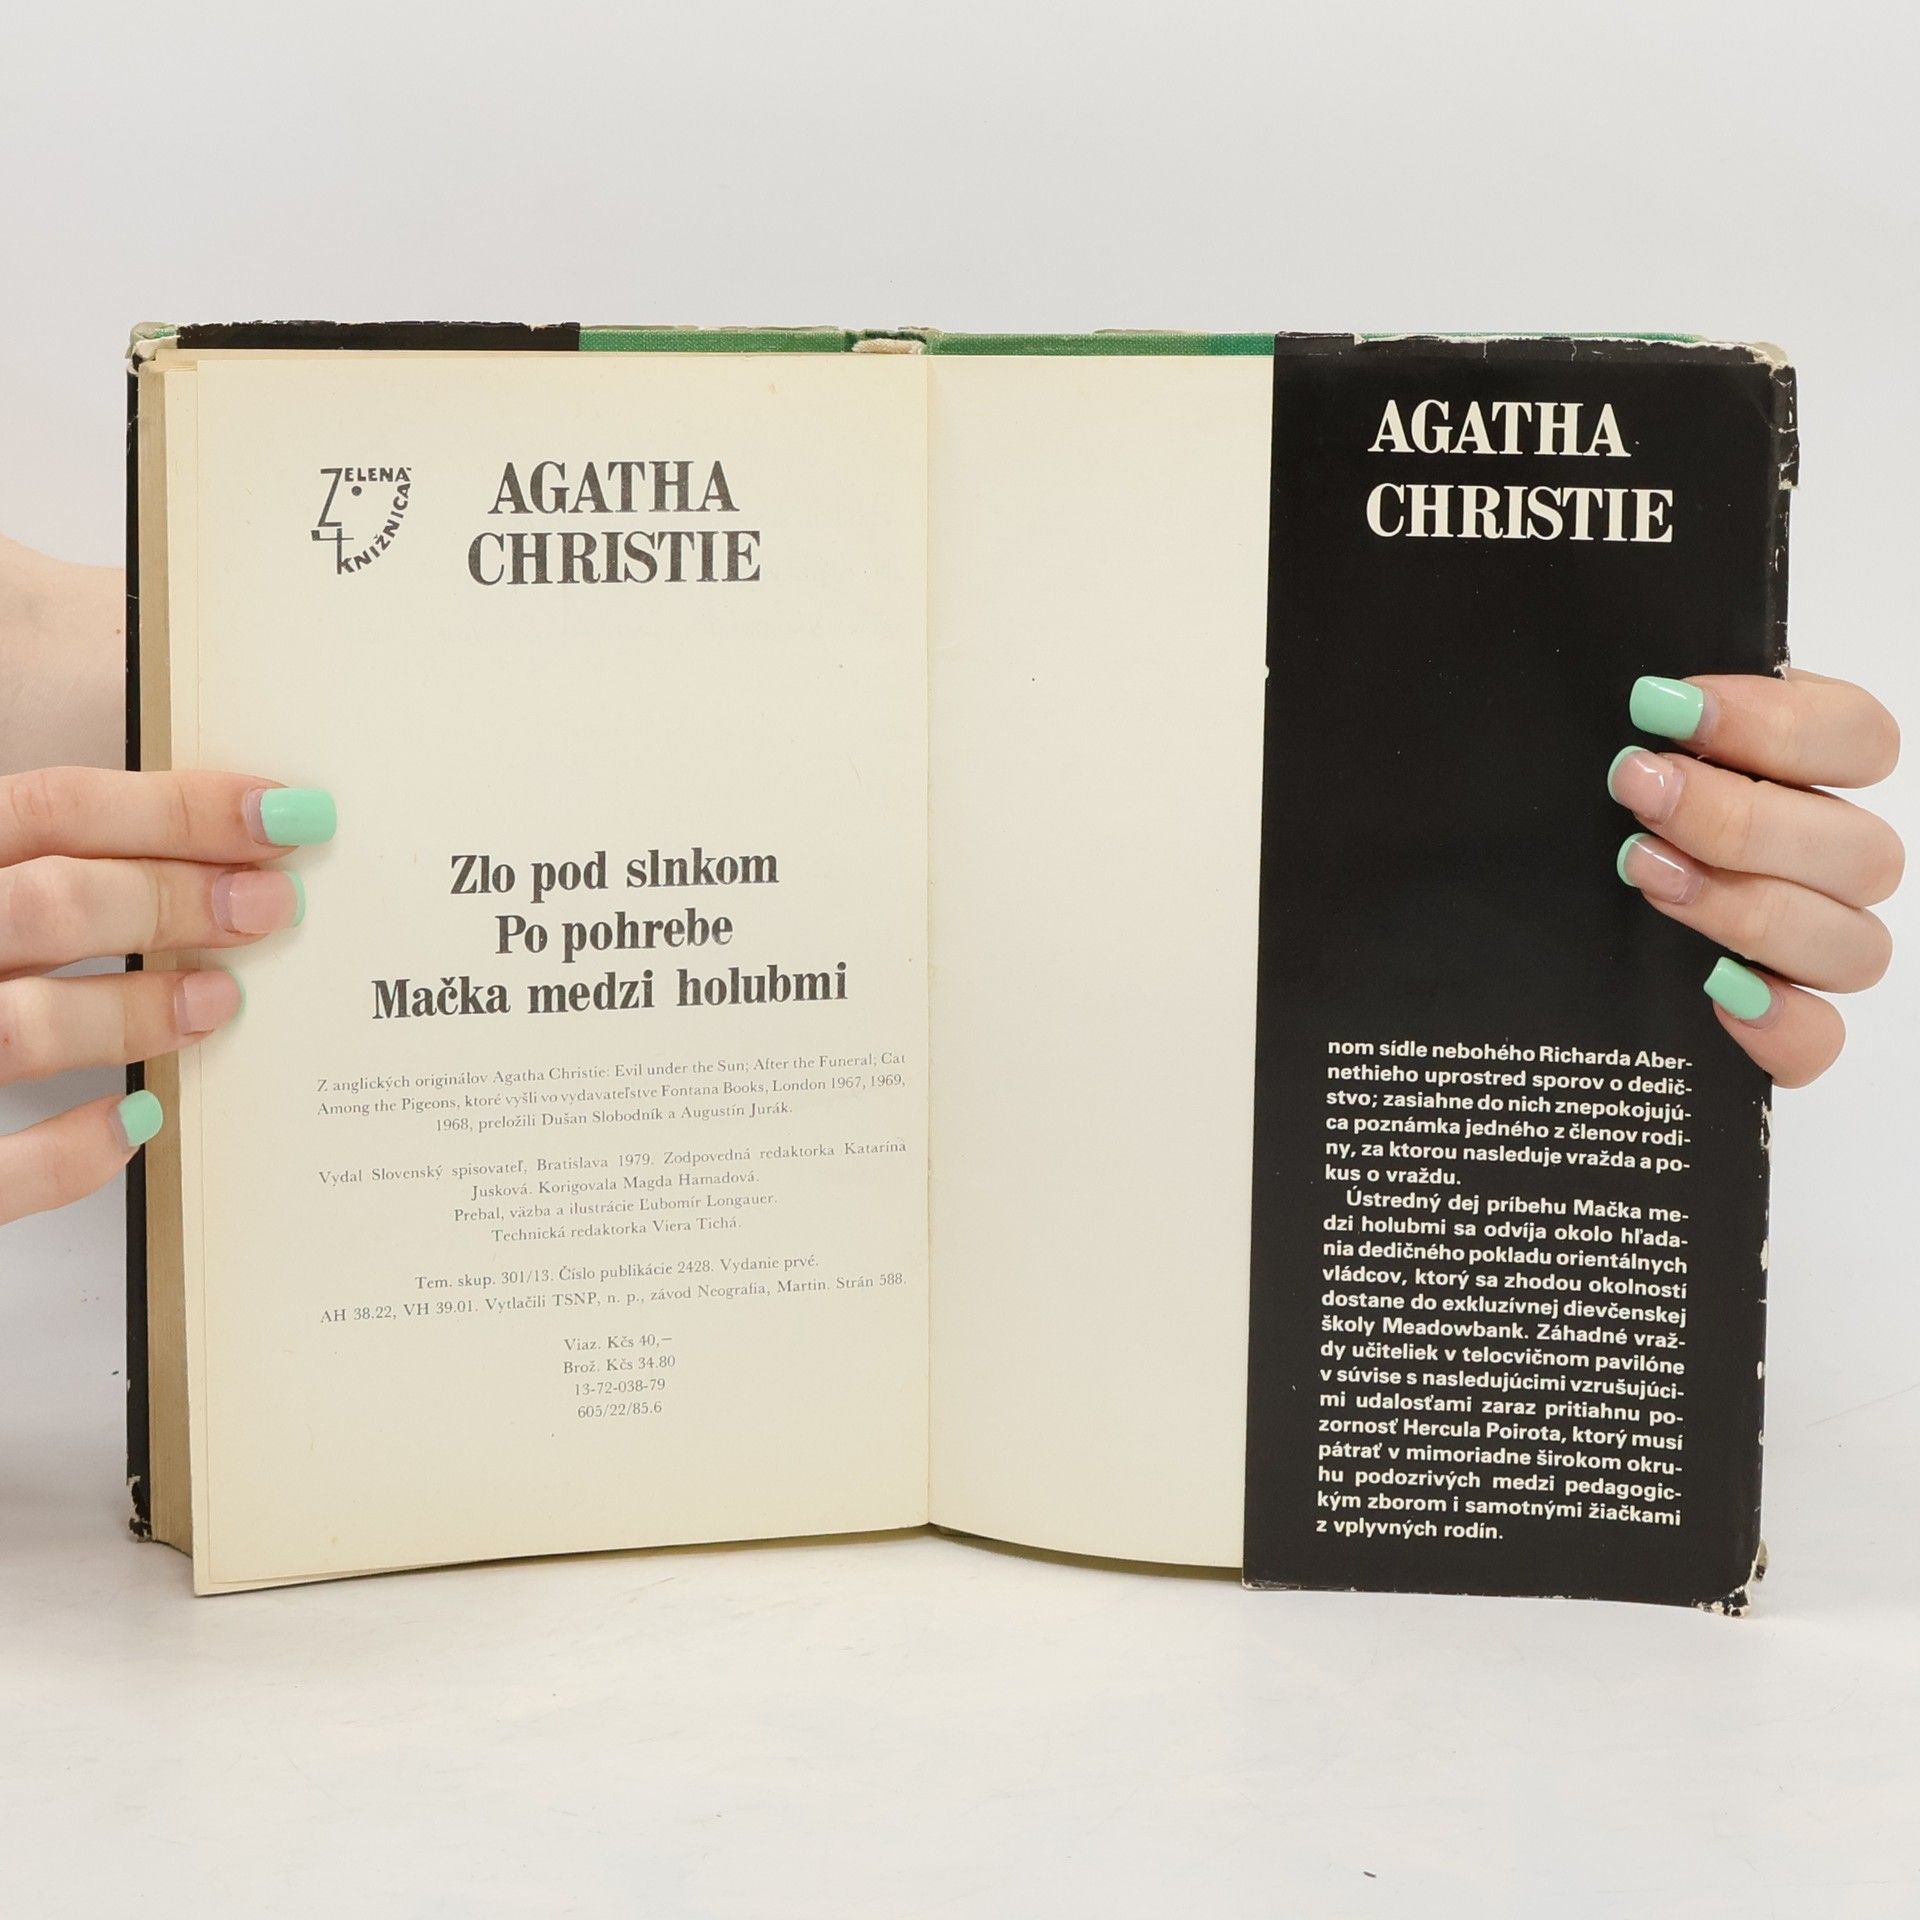 ZELENÁ
KNIŽNICA
AGATHA
CHRISTIE
Zlo pod slnkom
Po pohrebe
Mačka medzi holubmi
Z anglických originálov Agatha Christie: Evil under the Sun; After the Funeral; Cat
Among the Pigeons, ktoré vyšli vo vydavateľstve Fontana Books, London 1967, 1969,
1968, preložili Dušan Slobodník a Augustín Jurák.
Vydal Slovenský spisovateľ, Bratislava 1979. Zodpovedná redaktorka Katarína
Jusková. Korigovala Magda Hamadová.
Prebal, väzba a ilustrácie Ľubomír Longauer.
Technická redaktorka Viera Tichá.
Tem. skup. 301/13. Číslo publikácie 2428. Vydanie prvé.
AH 38.22, VH 39.01. Vytlačili TSNP, n. p., závod Neografia, Martin. Strán 588.
Viaz. Kčs 40,—
Brož. Kčs 34.80
13-72-038-79
605/22/85.6
AGATHA
CHRISTIE
nom sídle nebohého Richarda Aber-
nethieho uprostred sporov o dedič-
stvo; zasiahne do nich znepokojujú-
ca poznámka jedného z členov rodi-
ny, za ktorou nasleduje vražda a po-
kus o vraždu.
Ústredný dej príbehu Mačka me-
dzi holubmi sa odvíja okolo hľada-
nia dedičného pokladu orientálnych
vládcov, ktorý sa zhodou okolností
dostane do exkluzívnej dievčenskej
školy Meadowbank. Záhadné vraž-
dy učiteliek v telocvičnom pavilóne
v súvise s nasledujúcimi vzrušujúci-
mi udalosťami zaraz pritiahnu po-
zornosť Hercula Poirota, ktorý musí
pátrať v mimoriadne širokom okru-
hu podozrivých medzi pedagogic-
kým zborom i samotnými žiačkami
z vplyvných rodín.